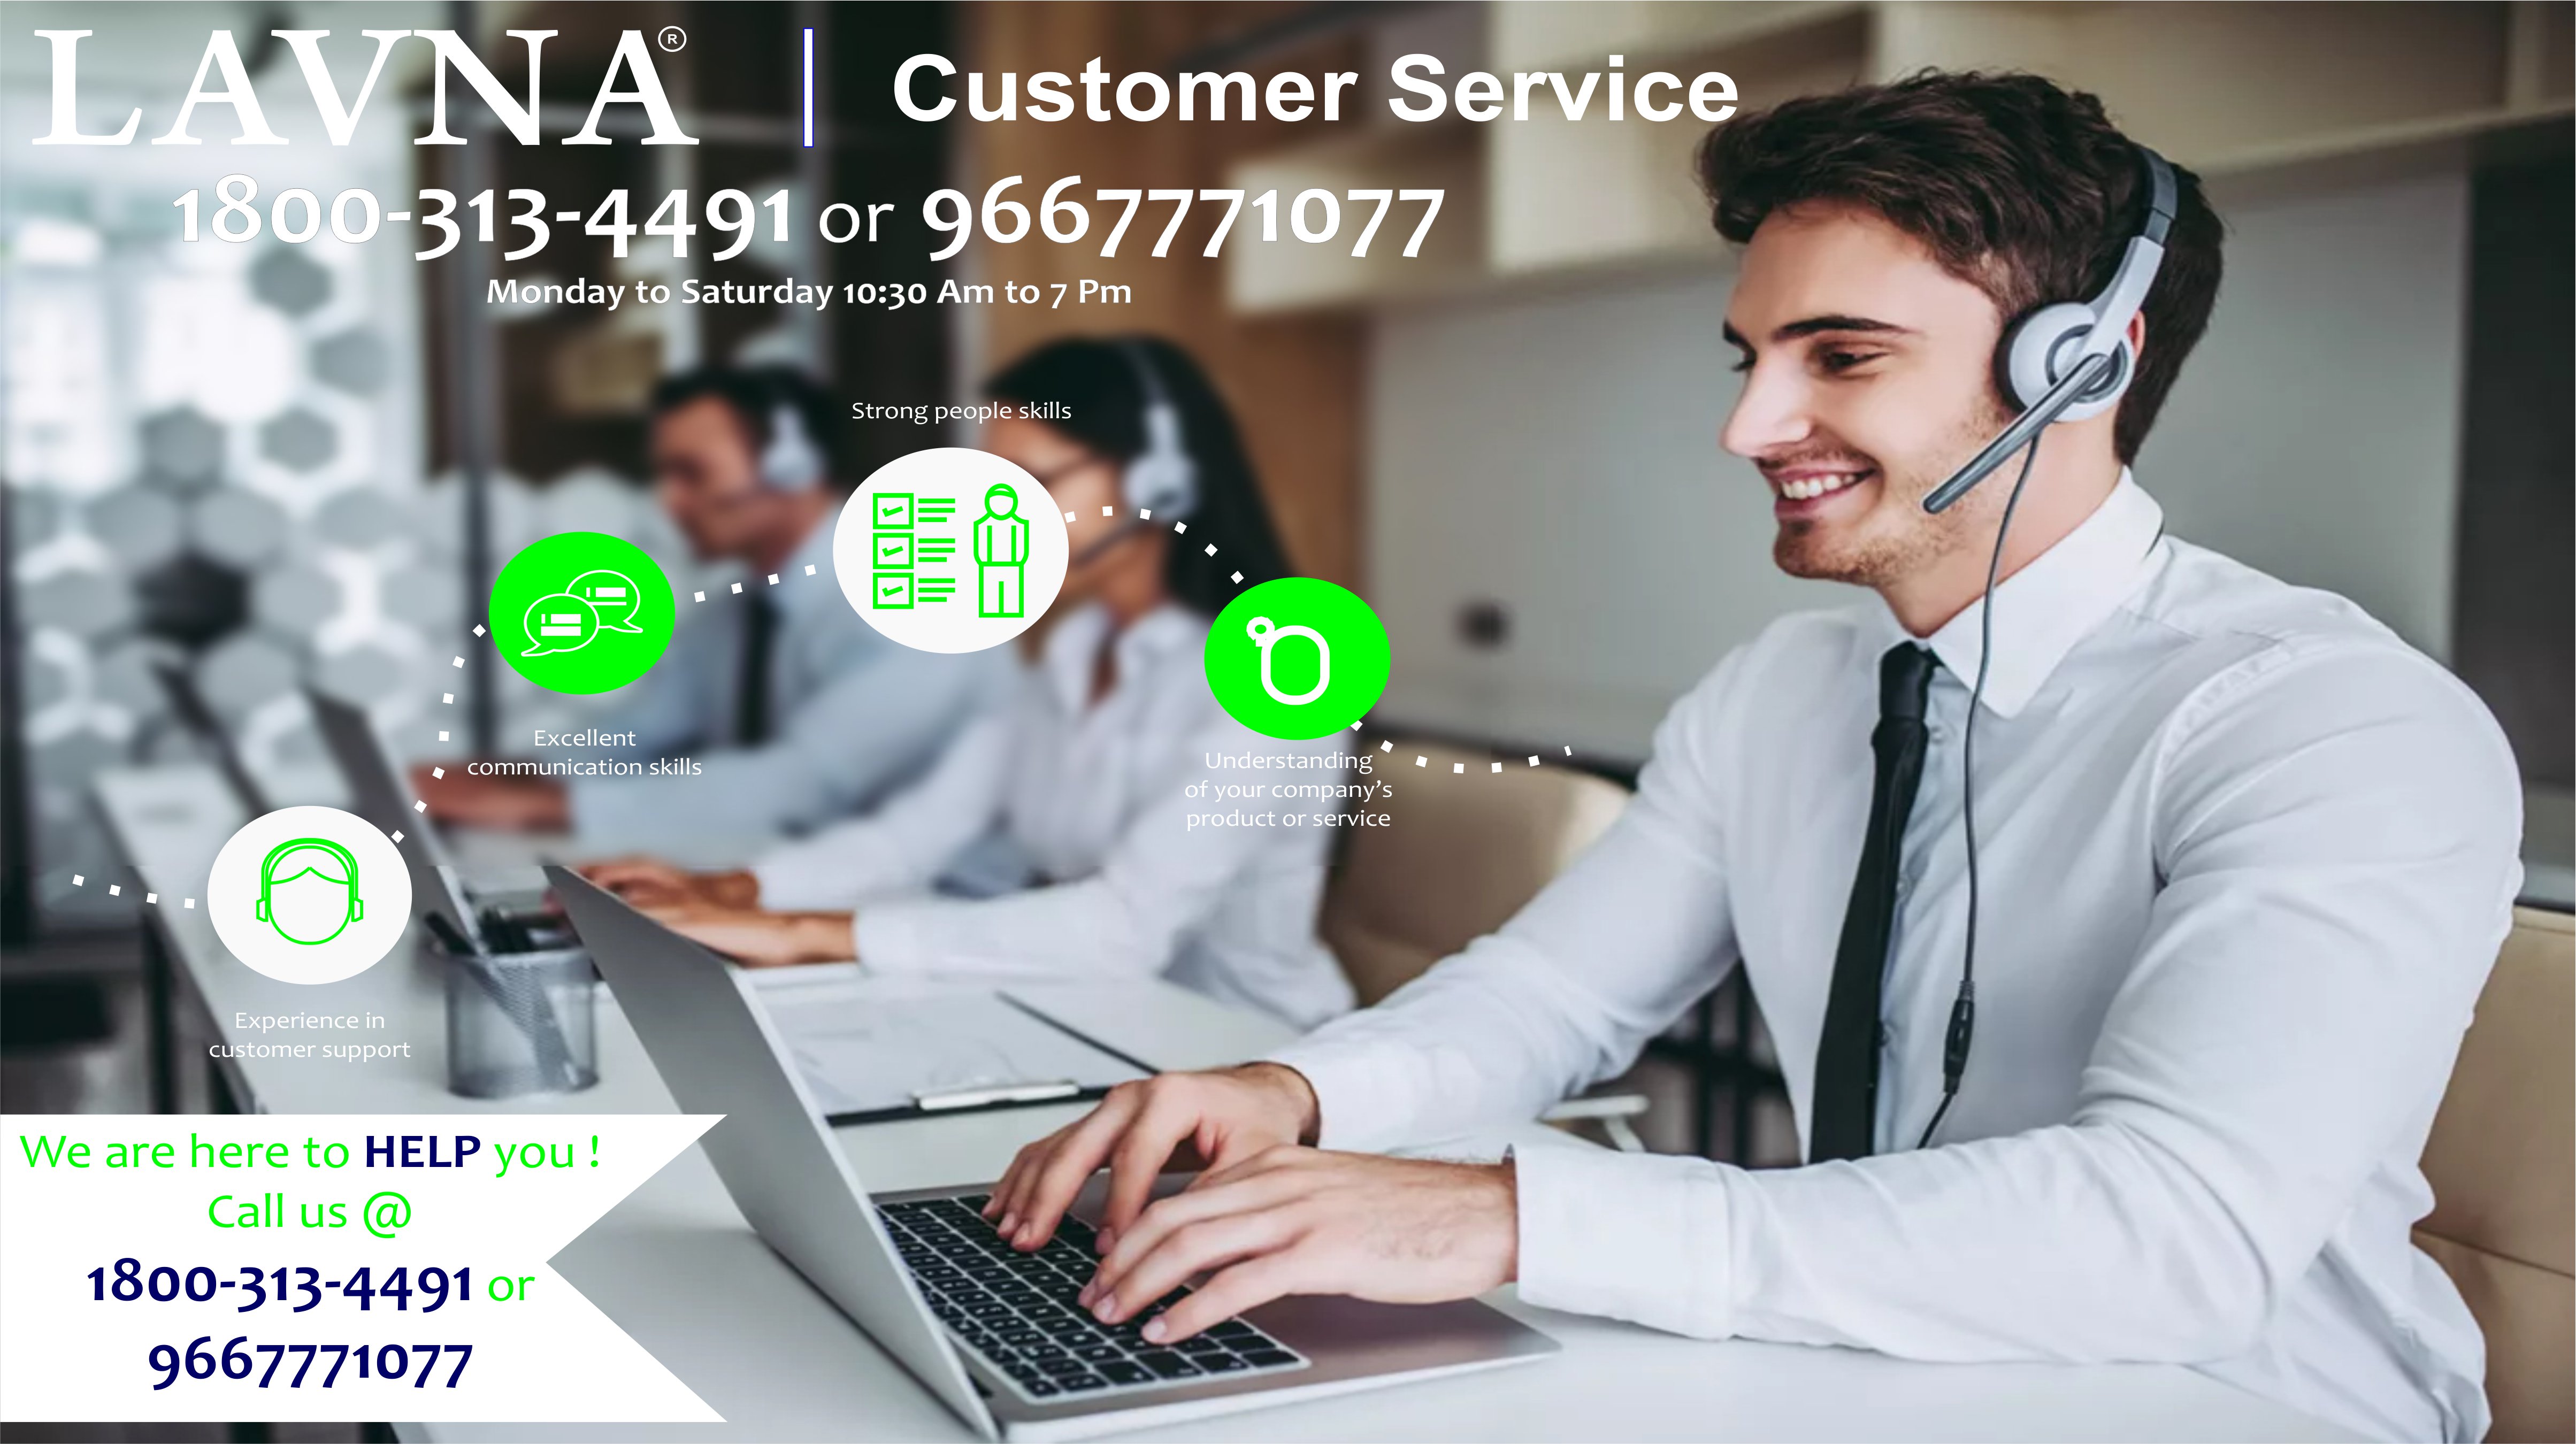 LAVNA® | Customer Service
1800-313-4491 or 9667771077
Monday to Saturday 10:30 Am to 7 Pm
Strong people skills
Excellent
communication skills
Understanding
of your company's
product or service
Experience in
customer support
We are here to HELP you !
Call us @
1800-313-4491 or
9667771077